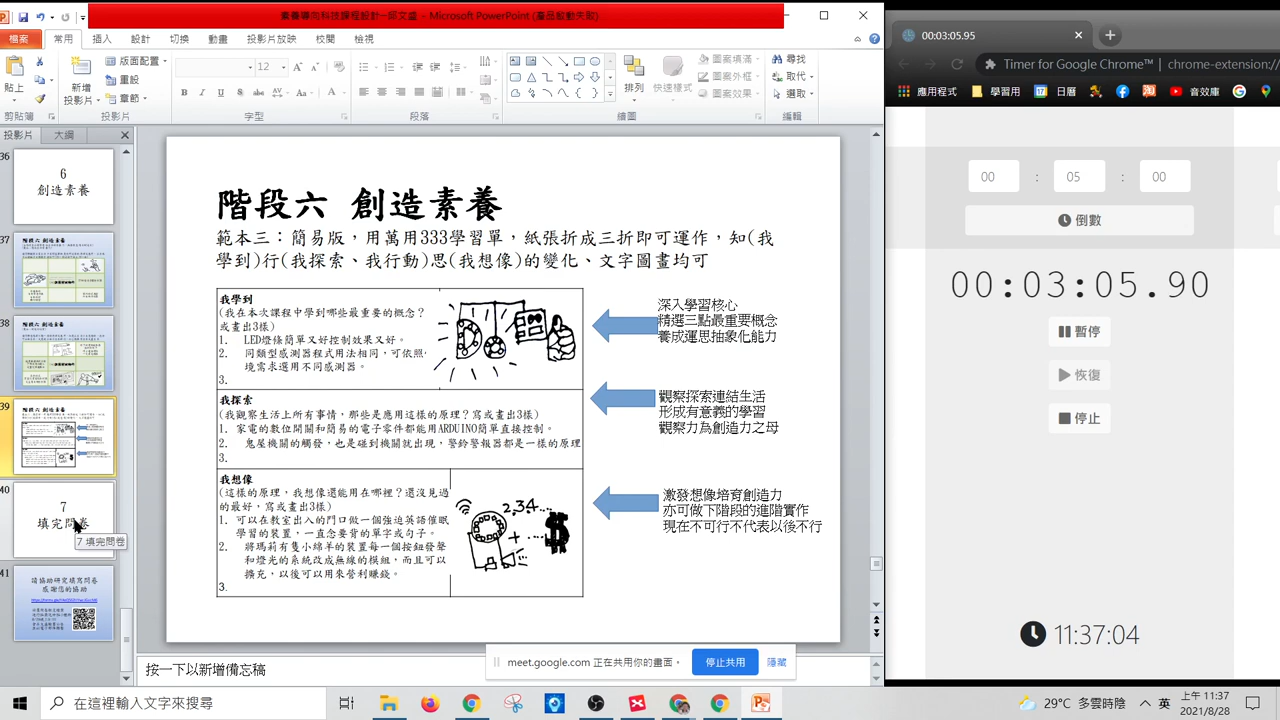 素養導向科技課程設計--邱文盛 - Microsoft PowerPoint (產品啟動失敗)
檔案 常用 插入 設計 切換 動畫 投影片放映 校閱 檢視
貼上
新增
投影片
版面配置
重設
章節
12
排列
快速樣式
圖案填滿
圖案外框
圖案效果
尋找
取代
選取
剪貼簿 投影片 字型 段落 繪圖 編輯
投影片 大綱
36
6
創造素養
37
38
39
40
7
填完問卷
7 填完問卷
41
請協助研究填寫問卷
感謝您的協助
階段六 創造素養
範本三：簡易版，用萬用333學習單，紙張折成三折即可運作，知(我
學到)行(我探索、我行動)思(我想像)的變化、文字圖畫均可
我學到
(我在本次課程中學到哪些最重要的概念？
或畫出3樣)
1. LED燈條簡單又好控制效果又好。
2. 同類型感測器程式用法相同，可依照
境需求選用不同感測器。
3.
我探索
(我觀察生活上所有事情，那些是應用這樣的原理？寫或畫出3樣)
1. 家電的數位開關和簡易的電子零件都能用ARDUINO簡單直接控制。
2. 鬼屋機關的觸發，也是碰到機關就出現，警鈴警報器都是一樣的原理
3.
我想像
(這樣的原理，我想像還能用在哪裡？還沒見過
的最好，寫或畫出3樣)
1. 可以在教室出入的門口做一個強迫英語催眠
學習的裝置，一直念要背的單字或句子。
2. 將瑪莉有隻小綿羊的裝置每一個按鈕發聲
和燈光的系統改成無線的模組，而且可以
擴充，以後可以用來營利賺錢。
3.
2,34
+
$
深入學習核心
精選三點最重要概念
養成運思抽象化能力
觀察探索連結生活
形成有意義的學習
觀察力為創造力之母
激發想像培育創造力
亦可做下階段的進階實作
現在不可行不代表以後不行
按一下以新增備忘稿
meet.google.com 正在共用你的畫面。 停止共用 隱藏
00:03:05.95
Timer for Google Chrome™ | chrome-extension:/
應用程式 學習用 日曆 音效庫
00 : 05 : 00
倒數
00:03:05.90
暫停
恢復
停止
11:37:04
在這裡輸入文字來搜尋
29°C 多雲時陰
英
上午 11:37
2021/8/28